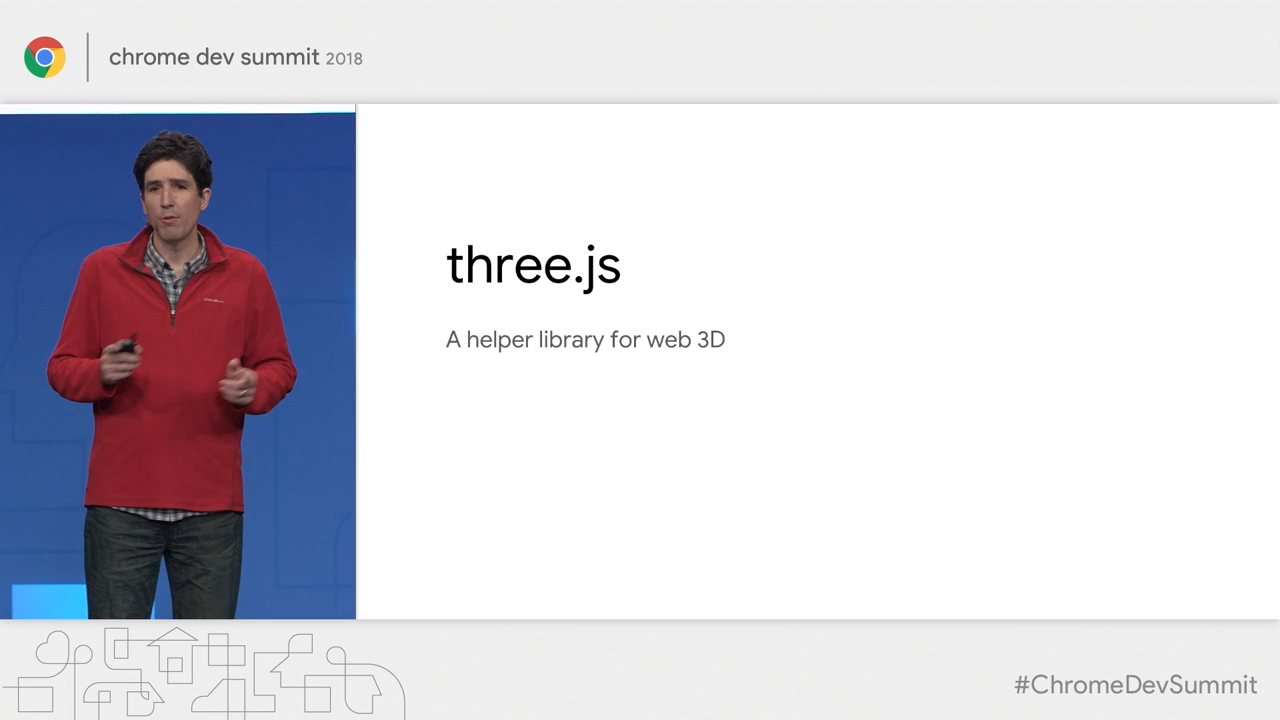 chrome dev summit 2018
three.js
A helper library for web 3D
#ChromeDevSummit